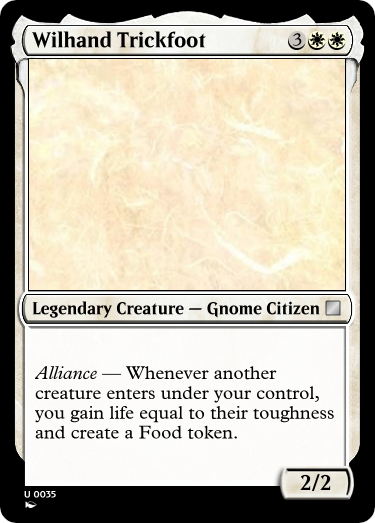 Wilhand Trickfoot 3
Legendary Creature — Gnome Citizen
Alliance — Whenever another
creature enters under your control,
you gain life equal to their toughness
and create a Food token.
2/2
U 0035